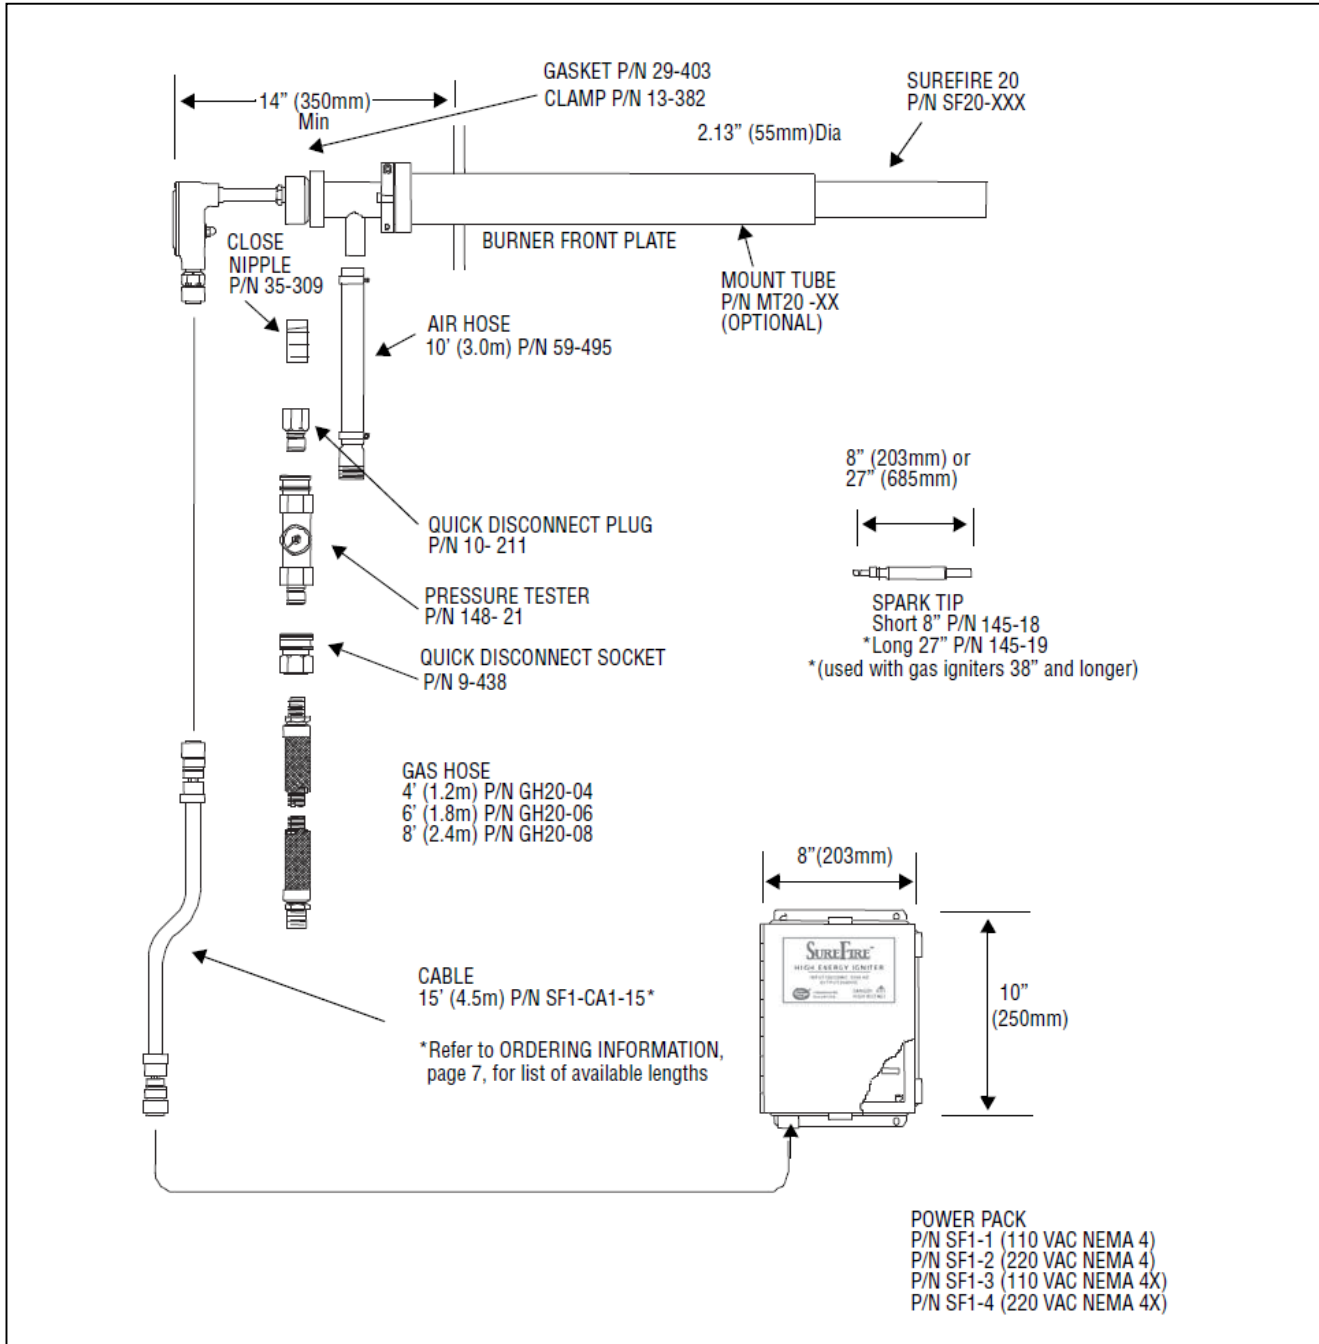 GASKET P/N 29-403
CLAMP P/N 13-382
SUREFIRE 20
P/N SF20-XXX
14” (350mm)
Min
2.13” (55mm)Dia
BURNER FRONT PLATE
CLOSE
NIPPLE
P/N 35-309
MOUNT TUBE
P/N MT20 -XX
(OPTIONAL)
AIR HOSE
10’ (3.0m) P/N 59-495
8” (203mm) or
27” (685mm)
QUICK DISCONNECT PLUG
P/N 10- 211
PRESSURE TESTER
P/N 148- 21
SPARK TIP
Short 8” P/N 145-18
*Long 27” P/N 145-19
*(used with gas igniters 38” and longer)
QUICK DISCONNECT SOCKET
P/N 9-438
GAS HOSE
4’ (1.2m) P/N GH20-04
6’ (1.8m) P/N GH20-06
8’ (2.4m) P/N GH20-08
8”(203mm)
SUREFIRE™
HIGH ENERGY IGNITER
10”
(250mm)
CABLE
15’ (4.5m) P/N SF1-CA1-15*
*Refer to ORDERING INFORMATION,
page 7, for list of available lengths
POWER PACK
P/N SF1-1 (110 VAC NEMA 4)
P/N SF1-2 (220 VAC NEMA 4)
P/N SF1-3 (110 VAC NEMA 4X)
P/N SF1-4 (220 VAC NEMA 4X)